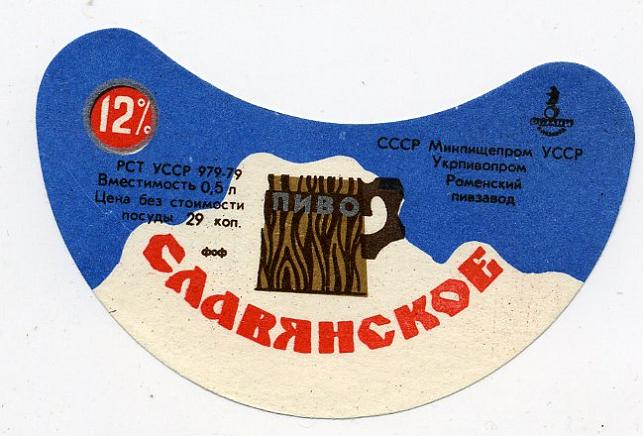 12%
РСТ УССР 979-79
Вместимость 0,5 л
Цена без стоимости
посуды 29 коп.
фоф
ПИВО
СССР Минпищепром УССР
Укрпивопром
Роменский
пивзавод
СЛАВЯНСКОЕ